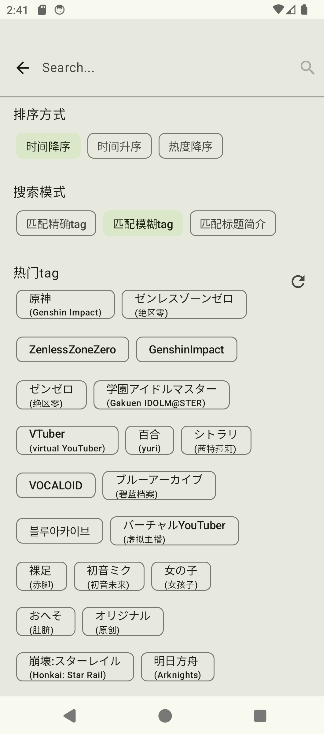 2:41
Search...
排序方式
时间降序 时间升序 热度降序
搜索模式
匹配精确tag 匹配模糊tag 匹配标题简介
热门tag
原神 ゼンレスゾーンゼロ
(Genshin Impact) (绝区零)
ZenlessZoneZero GenshinImpact
ゼンゼロ 学園アイドルマスター
(绝区零) (Gakuen IDOLM@STER)
VTuber 百合 シトラリ
(virtual YouTuber) (yuri) (茜特菈莉)
VOCALOID ブルーアーカイブ
(碧蓝档案)
블루아카이브 バーチャルYouTuber
(虚拟主播)
裸足 初音ミク 女の子
(赤脚) (初音未来) (女孩子)
おへそ オリジナル
(肚脐) (原创)
崩壊:スターレイル 明日方舟
(Honkai: Star Rail) (Arknights)